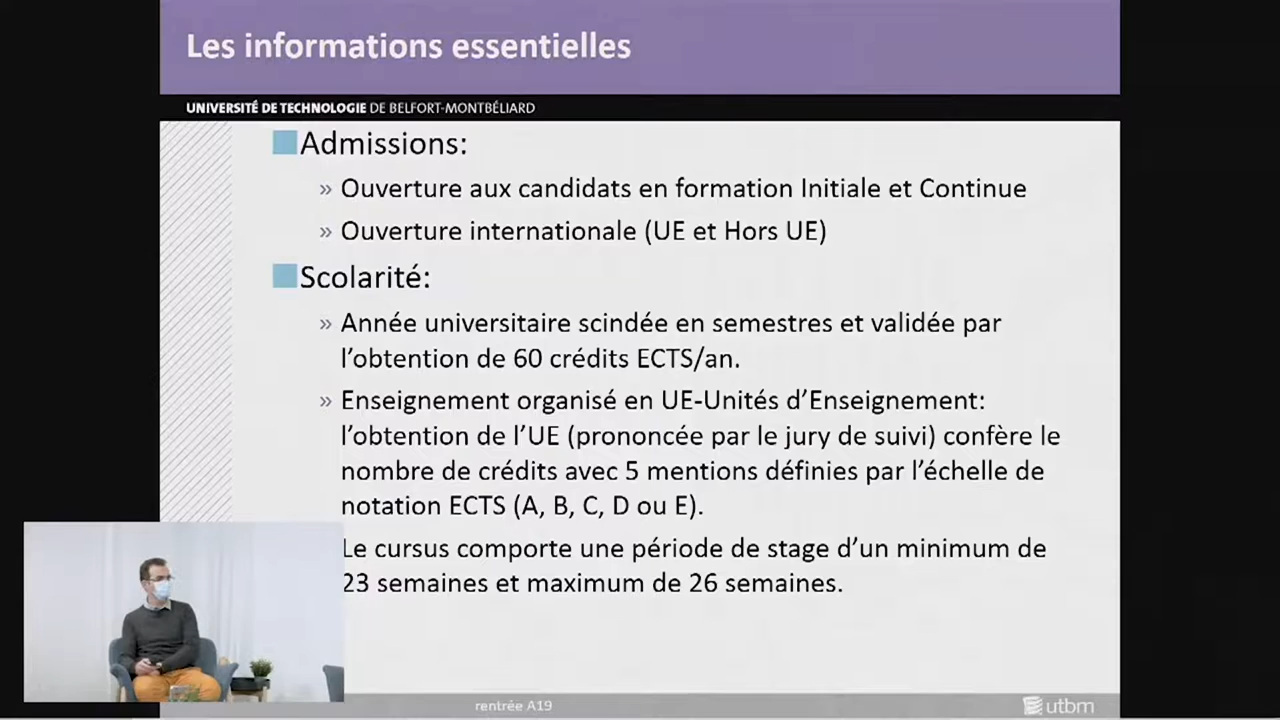 Les informations essentielles
UNIVERSITÉ DE TECHNOLOGIE DE BELFORT-MONTBÉLIARD
Admissions:
» Ouverture aux candidats en formation Initiale et Continue
» Ouverture internationale (UE et Hors UE)
Scolarité:
» Année universitaire scindée en semestres et validée par
l’obtention de 60 crédits ECTS/an.
» Enseignement organisé en UE-Unités d’Enseignement:
l’obtention de l’UE (prononcée par le jury de suivi) confère le
nombre de crédits avec 5 mentions définies par l’échelle de
notation ECTS (A, B, C, D ou E).
Le cursus comporte une période de stage d’un minimum de
23 semaines et maximum de 26 semaines.
rentrée A19
utbm